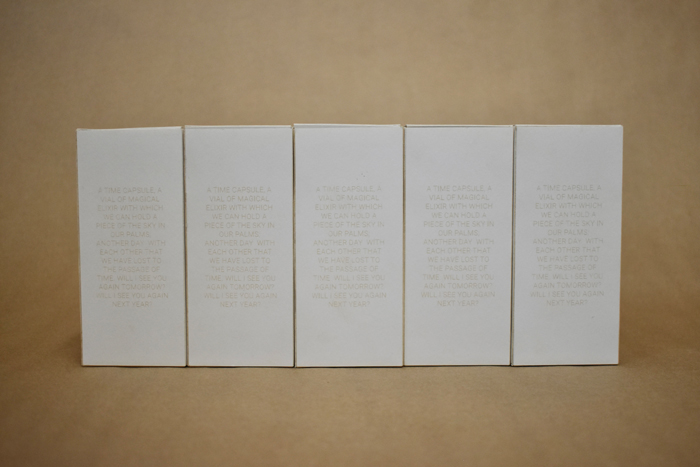 A TIME CAPSULE, A
VIAL OF MAGICAL
ELIXIR WITH WHICH
WE CAN HOLD A
PIECE OF THE SKY IN
OUR PALMS.
ANOTHER DAY WITH
EACH OTHER THAT
WE HAVE LOST TO
THE PASSAGE OF
TIME. WILL I SEE YOU
AGAIN TOMORROW?
WILL I SEE YOU AGAIN
NEXT YEAR?
A TIME CAPSULE, A
VIAL OF MAGICAL
ELIXIR WITH WHICH
WE CAN HOLD A
PIECE OF THE SKY IN
OUR PALMS.
ANOTHER DAY WITH
EACH OTHER THAT
WE HAVE LOST TO
THE PASSAGE OF
TIME. WILL I SEE YOU
AGAIN TOMORROW?
WILL I SEE YOU AGAIN
NEXT YEAR?
A TIME CAPSULE, A
VIAL OF MAGICAL
ELIXIR WITH WHICH
WE CAN HOLD A
PIECE OF THE SKY IN
OUR PALMS.
ANOTHER DAY WITH
EACH OTHER THAT
WE HAVE LOST TO
THE PASSAGE OF
TIME. WILL I SEE YOU
AGAIN TOMORROW?
WILL I SEE YOU AGAIN
NEXT YEAR?
A TIME CAPSULE, A
VIAL OF MAGICAL
ELIXIR WITH WHICH
WE CAN HOLD A
PIECE OF THE SKY IN
OUR PALMS.
ANOTHER DAY WITH
EACH OTHER THAT
WE HAVE LOST TO
THE PASSAGE OF
TIME. WILL I SEE YOU
AGAIN TOMORROW?
WILL I SEE YOU AGAIN
NEXT YEAR?
A TIME CAPSULE, A
VIAL OF MAGICAL
ELIXIR WITH WHICH
WE CAN HOLD A
PIECE OF THE SKY IN
OUR PALMS.
ANOTHER DAY WITH
EACH OTHER THAT
WE HAVE LOST TO
THE PASSAGE OF
TIME. WILL I SEE YOU
AGAIN TOMORROW?
WILL I SEE YOU AGAIN
NEXT YEAR?